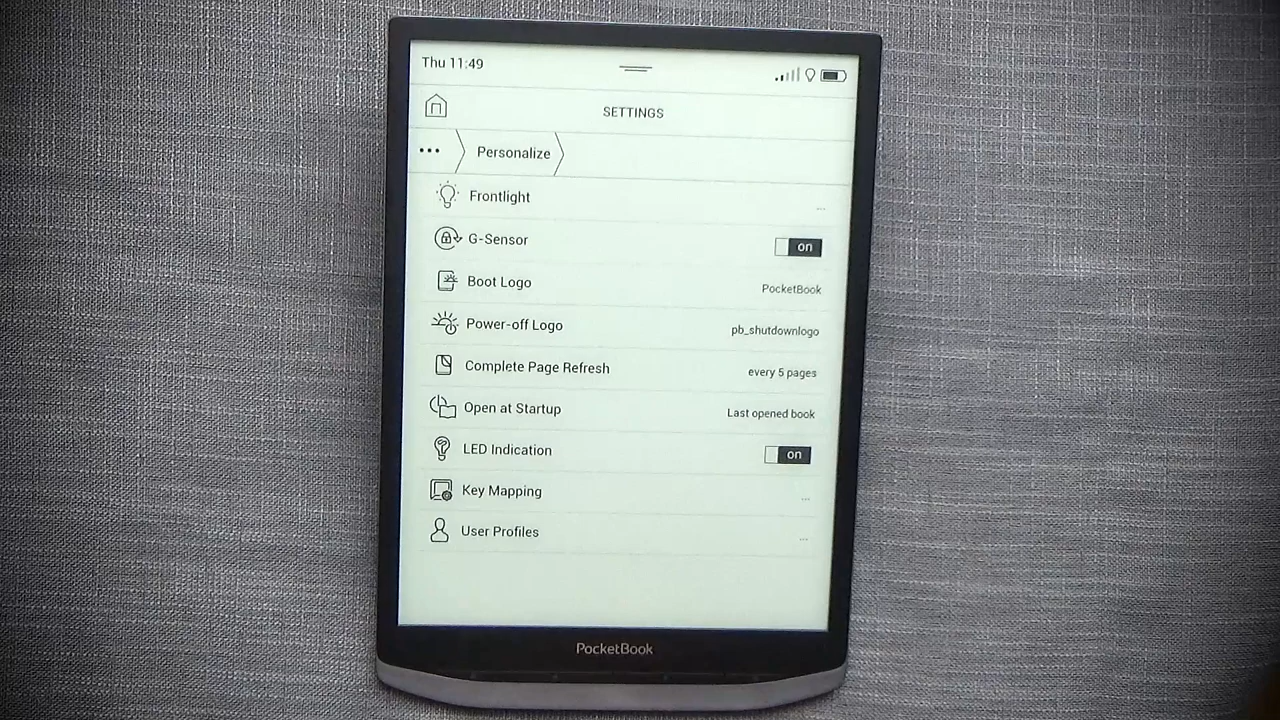 Thu 11:49
SETTINGS
Personalize
Frontlight ...
G-Sensor on
Boot Logo PocketBook
Power-off Logo pb_shutdownlogo
Complete Page Refresh every 5 pages
Open at Startup Last opened book
LED Indication on
Key Mapping ...
User Profiles ...
PocketBook